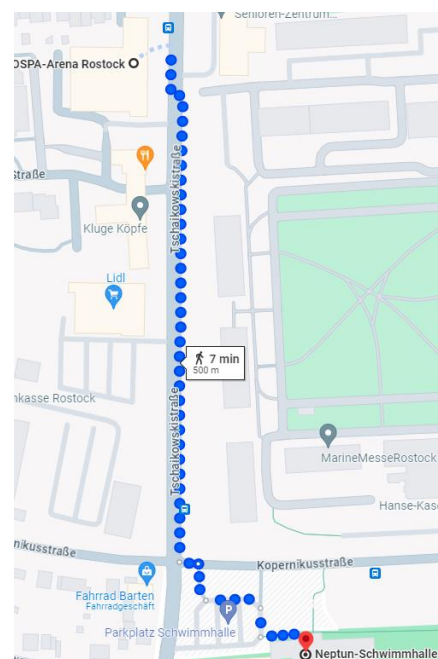 Senioren-Zentrum...
OSPA-Arena Rostock
Straße
Tschaikowskistraße
Kluge Köpfe
Lidl
7 min
500 m
nkasse Rostock
Tschaikowskistraße
MarineMesseRostock
Hanse-Kas
nikusstraße
Kopernikusstraße
Fahrrad Barten
Fahrradgeschäft
P
Parkplatz Schwimmhalle
Neptun-Schwimmhalle